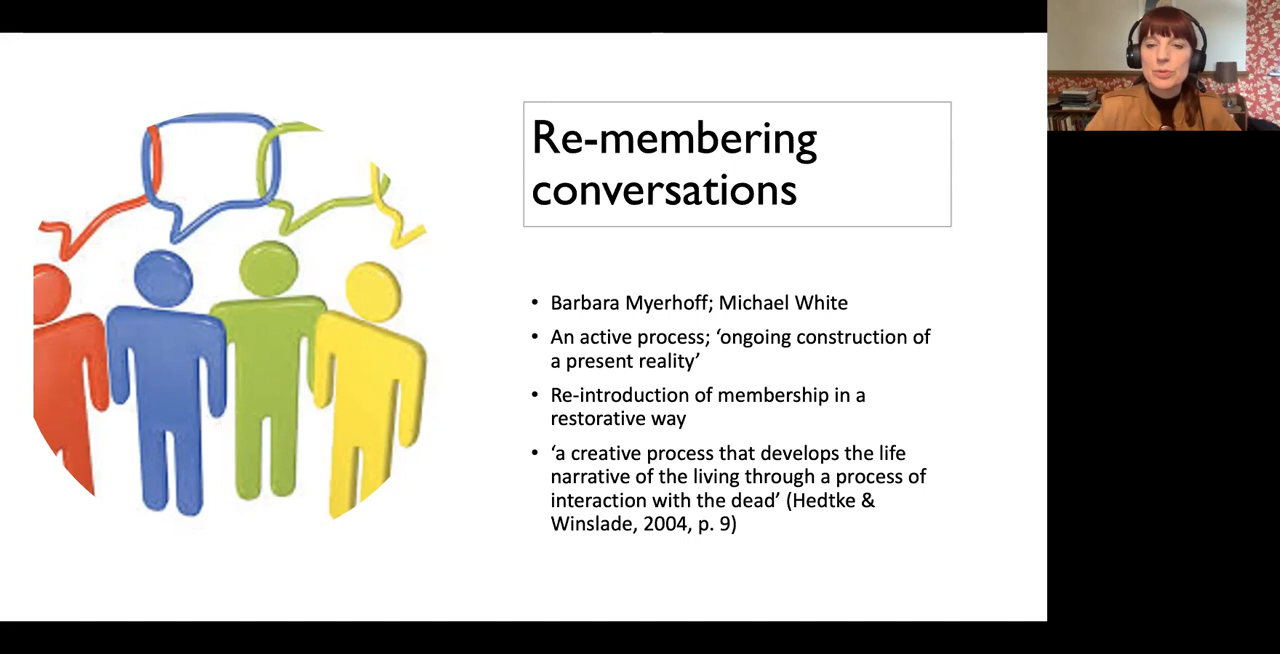 Re-membering
conversations
• Barbara Myerhoff; Michael White
• An active process; ‘ongoing construction of
a present reality’
• Re-introduction of membership in a
restorative way
• ‘a creative process that develops the life
narrative of the living through a process of
interaction with the dead’ (Hedtke &
Winslade, 2004, p. 9)